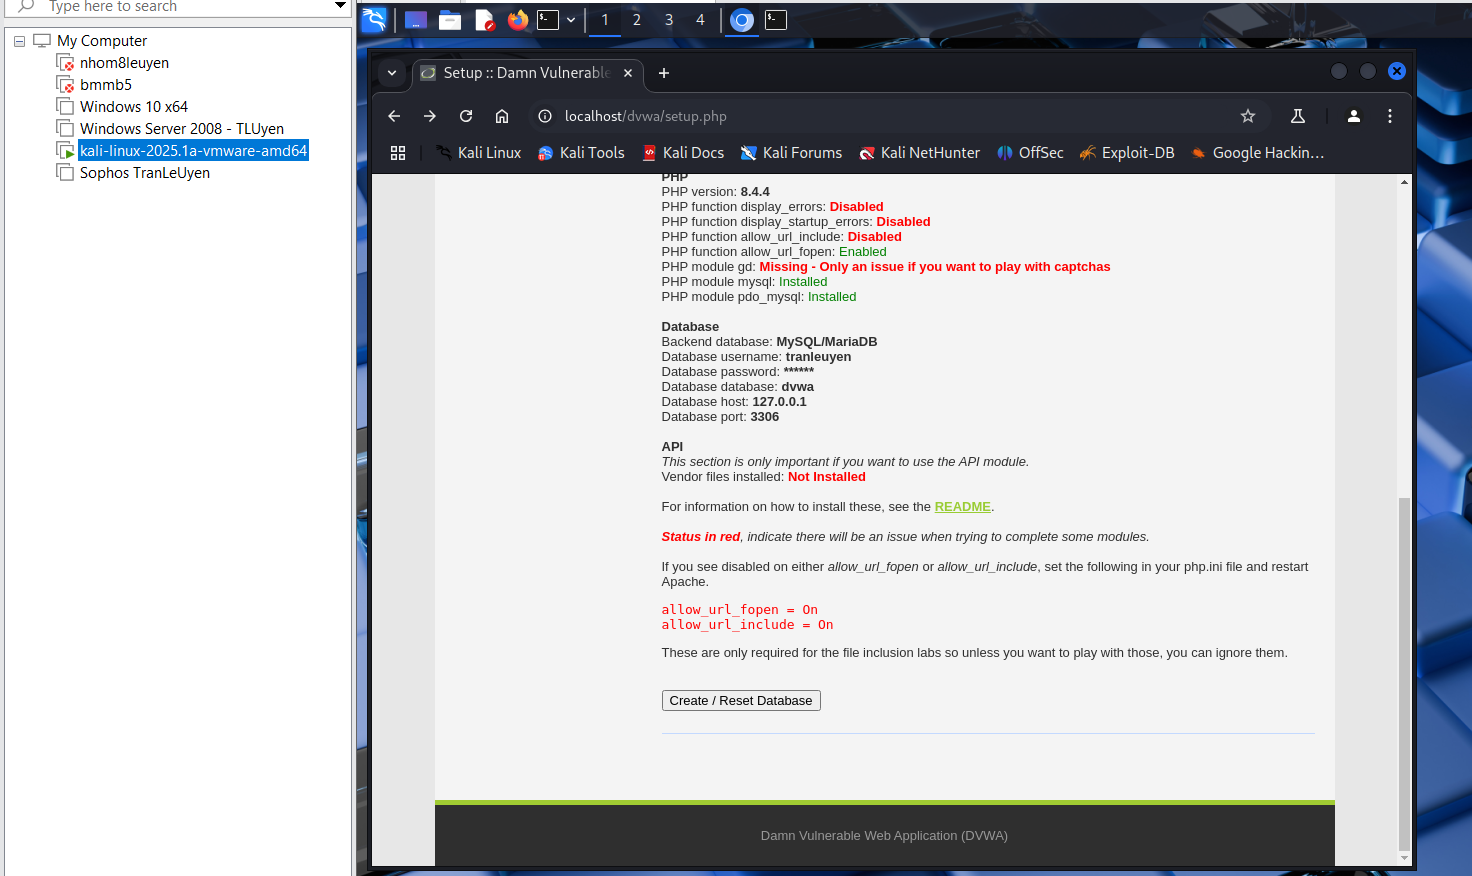 Type here to search
My Computer
nhom8leuyen
bmmb5
Windows 10 x64
Windows Server 2008 - TLUyen
kali-linux-2025.1a-vmware-amd64
Sophos TranLeUyen
1 2 3 4
Setup :: Damn Vulnerable
localhost/dvwa/setup.php
Kali Linux Kali Tools Kali Docs Kali Forums Kali NetHunter OffSec Exploit-DB Google Hackin...
PHP
PHP version: 8.4.4
PHP function display_errors: Disabled
PHP function display_startup_errors: Disabled
PHP function allow_url_include: Disabled
PHP function allow_url_fopen: Enabled
PHP module gd: Missing - Only an issue if you want to play with captchas
PHP module mysql: Installed
PHP module pdo_mysql: Installed
Database
Backend database: MySQL/MariaDB
Database username: tranleuyen
Database password: ******
Database database: dvwa
Database host: 127.0.0.1
Database port: 3306
API
This section is only important if you want to use the API module.
Vendor files installed: Not Installed
For information on how to install these, see the README.
Status in red, indicate there will be an issue when trying to complete some modules.
If you see disabled on either allow_url_fopen or allow_url_include, set the following in your php.ini file and restart
Apache.
allow_url_fopen = On
allow_url_include = On
These are only required for the file inclusion labs so unless you want to play with those, you can ignore them.
Create / Reset Database
Damn Vulnerable Web Application (DVWA)